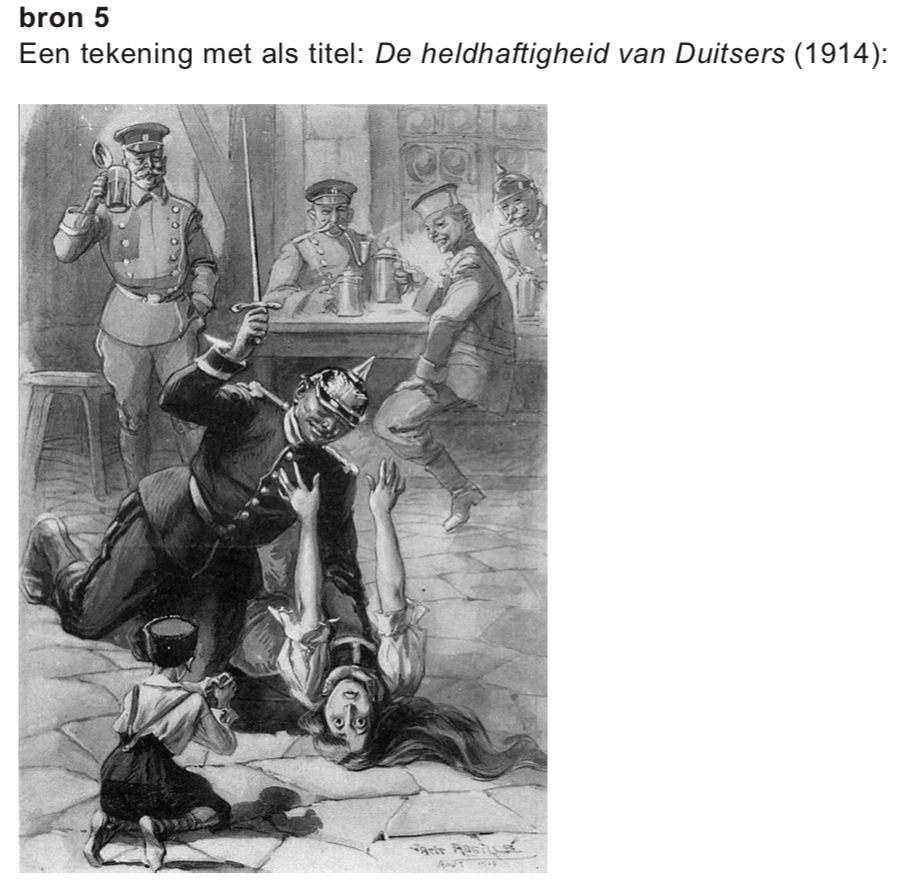 bron 5
Een tekening met als titel: De heldhaftigheid van Duitsers (1914):